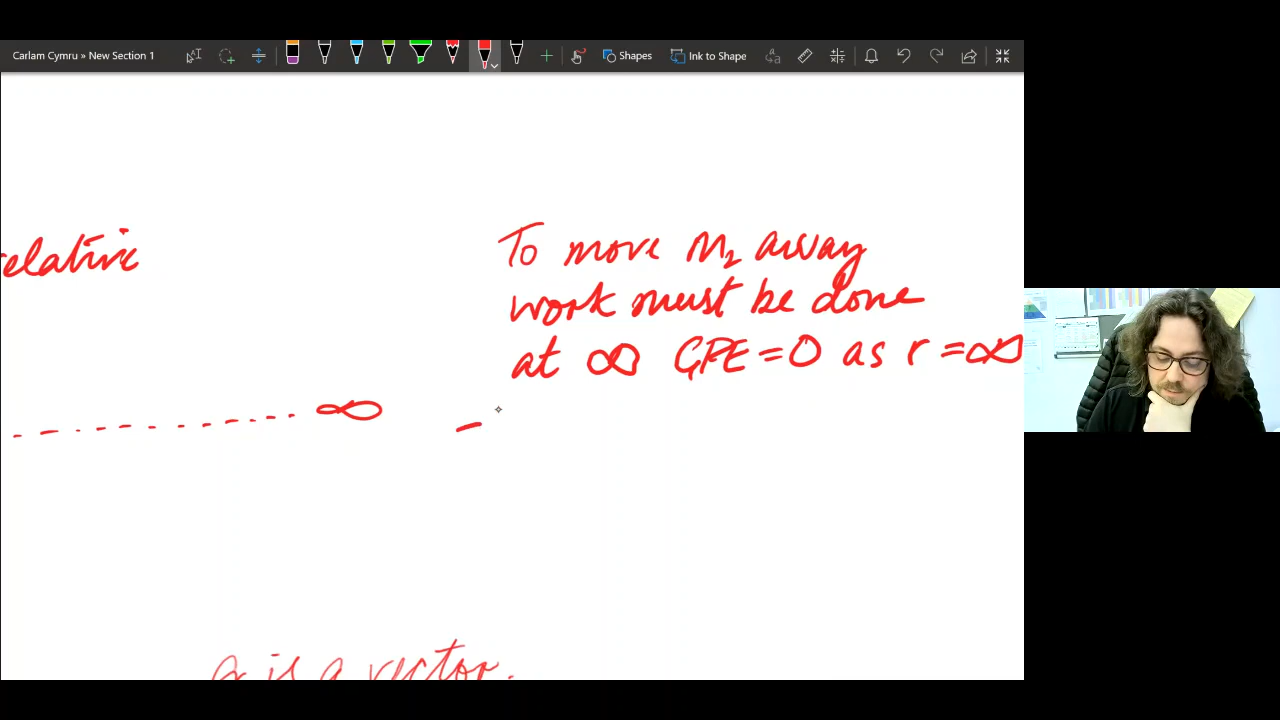 Carlam Cymru » New Section 1
Shapes
Ink to Shape
elative
To move M₂ away
work must be done
at ∞ GPE = 0 as r = ∞
∞
is a vector.